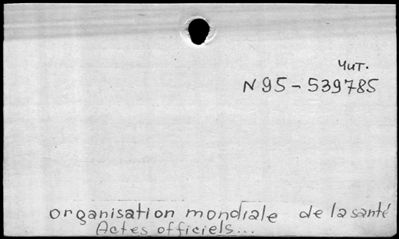 Чит.
N 95-539785
organisation mondiale de la santé
Actes officiels...